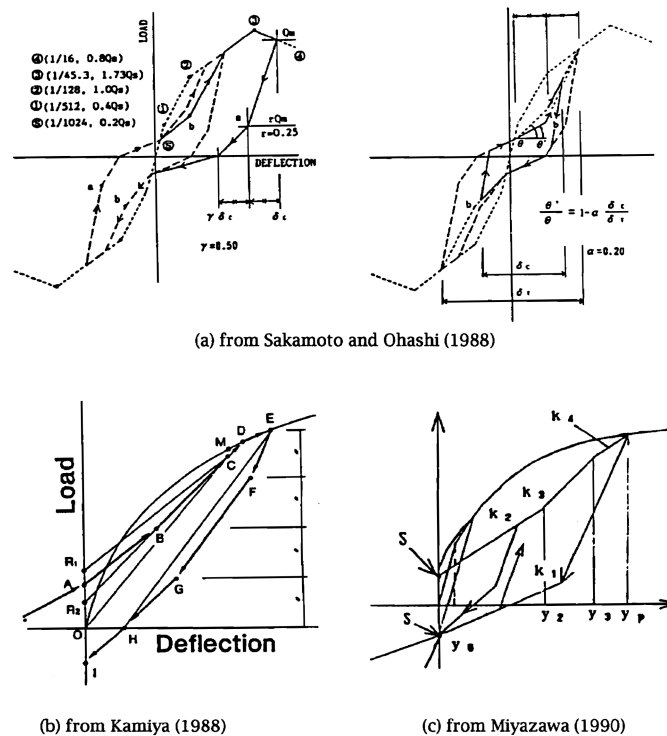 LOAD
③
Qm
④
④(1/16, 0.8Qs)
③(1/45.3, 1.73Qs)
②(1/128, 1.0Qs)
①(1/512, 0.4Qs)
⑤(1/1024, 0.2Qs)
②
①
b
⑤
a
rQm
r=0.25
DEFLECTION
a
b
γ δc
δc
γ=0.50
b
θ
θ'
b
θ'/θ = 1-α δc/δt
δc
α=0.20
δt
(a) from Sakamoto and Ohashi (1988)
Load
E
D
M
C
F
B
R1
A
R2
G
O
H
Deflection
I
k4
k3
k2
S
k1
S
y2
y3
yp
(b) from Kamiya (1988)
(c) from Miyazawa (1990)